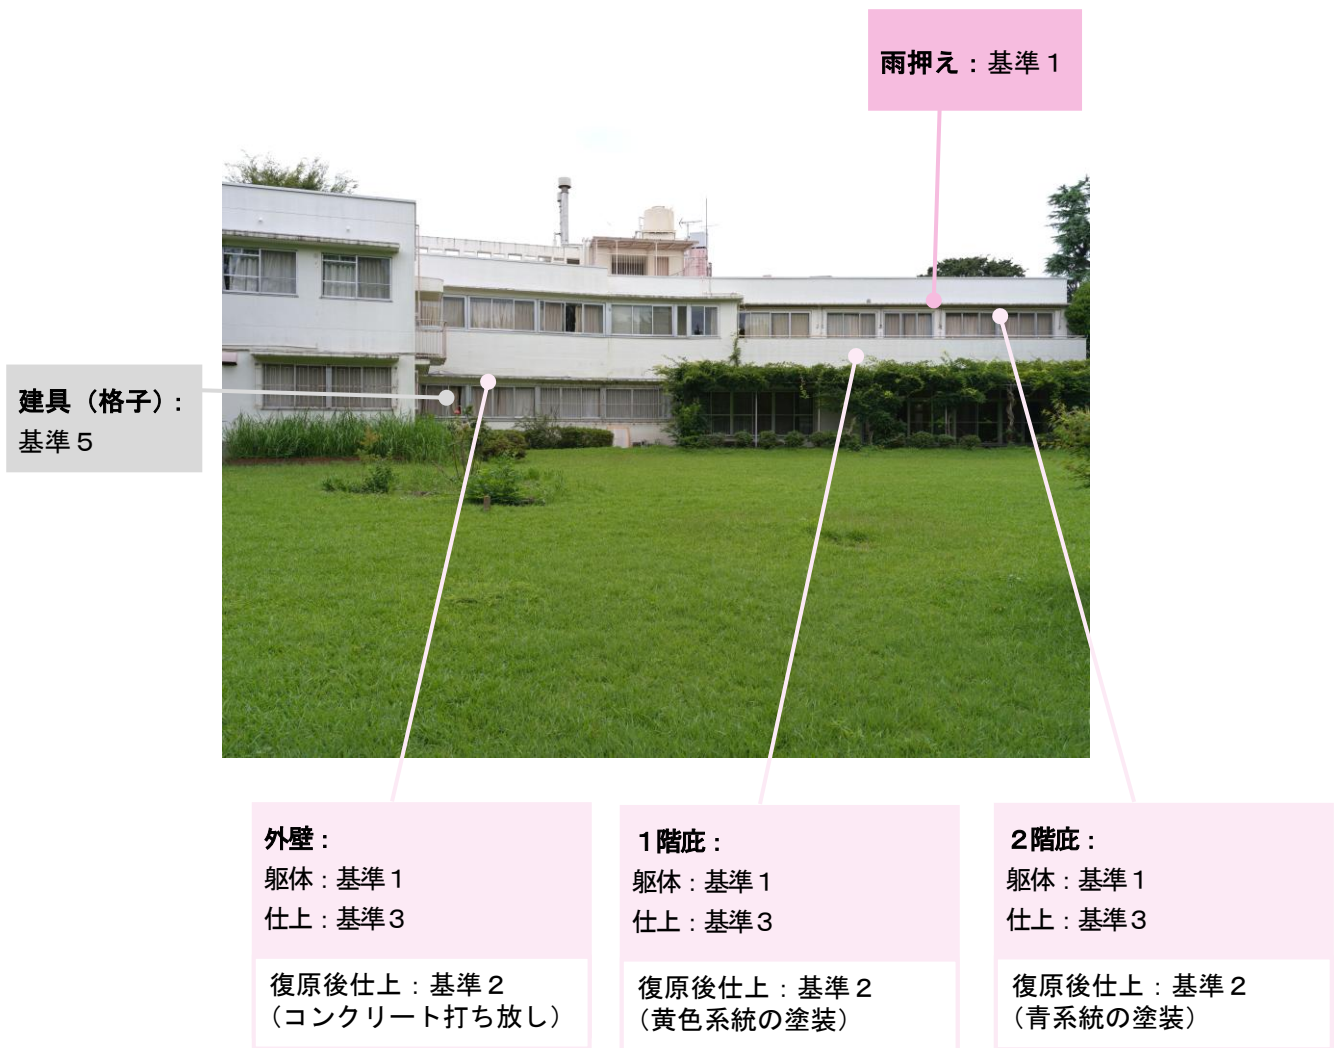 雨押え：基準１
建具（格子）：
基準５
外壁：
躯体：基準１
仕上：基準３
復原後仕上：基準２
（コンクリート打ち放し）
１階庇：
躯体：基準１
仕上：基準３
復原後仕上：基準２
（黄色系統の塗装）
２階庇：
躯体：基準１
仕上：基準３
復原後仕上：基準２
（青系統の塗装）